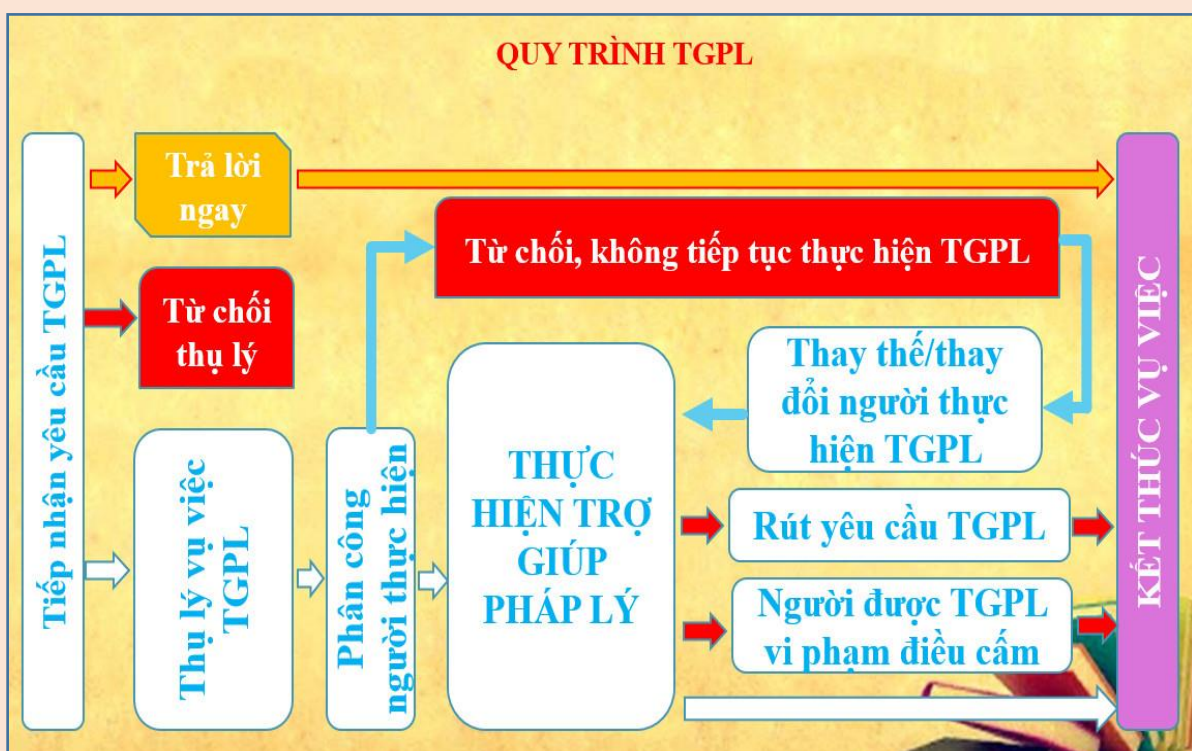 QUY TRÌNH TGPL
Tiếp nhận yêu cầu TGPL
Trả lời
ngay
Từ chối
thụ lý
Thụ lý vụ việc
TGPL
Phân công
người thực hiện
Từ chối, không tiếp tục thực hiện TGPL
THỰC
HIỆN TRỢ
GIÚP
PHÁP LÝ
Thay thế/thay
đổi người thực
hiện TGPL
Rút yêu cầu TGPL
Người được TGPL
vi phạm điều cấm
KẾT THÚC VỤ VIỆC